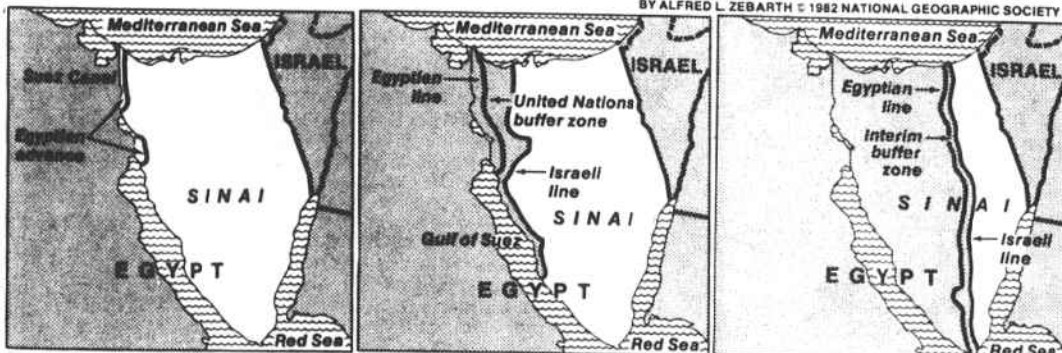 BY ALFRED L. ZEBARTH © 1982 NATIONAL GEOGRAPHIC SOCIETY
Mediterranean Sea
Suez Canal
ISRAEL
Egyptian
advance
SINAI
EGYPT
Red Sea
Mediterranean Sea
Egyptian
line
ISRAEL
United Nations
buffer zone
Israeli
line
SINAI
Gulf of Suez
EGYPT
Red Sea
Mediterranean Sea
Egyptian
line
ISRAEL
Interim
buffer
zone
SINAI
Israeli
line
EGYPT
Red Sea